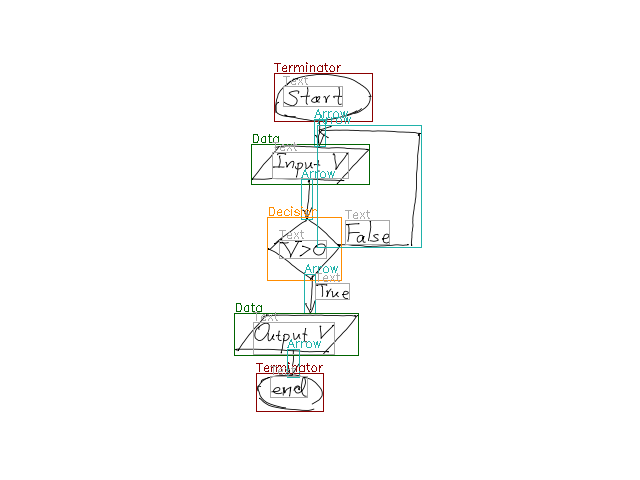 Terminator
Text
Start
Arrow
Arrow
Data
Text
Input V
Arrow
Decision
Text
V>0
Text
False
Arrow
Text
True
Data
Text
Output V
Arrow
Terminator
Text
end